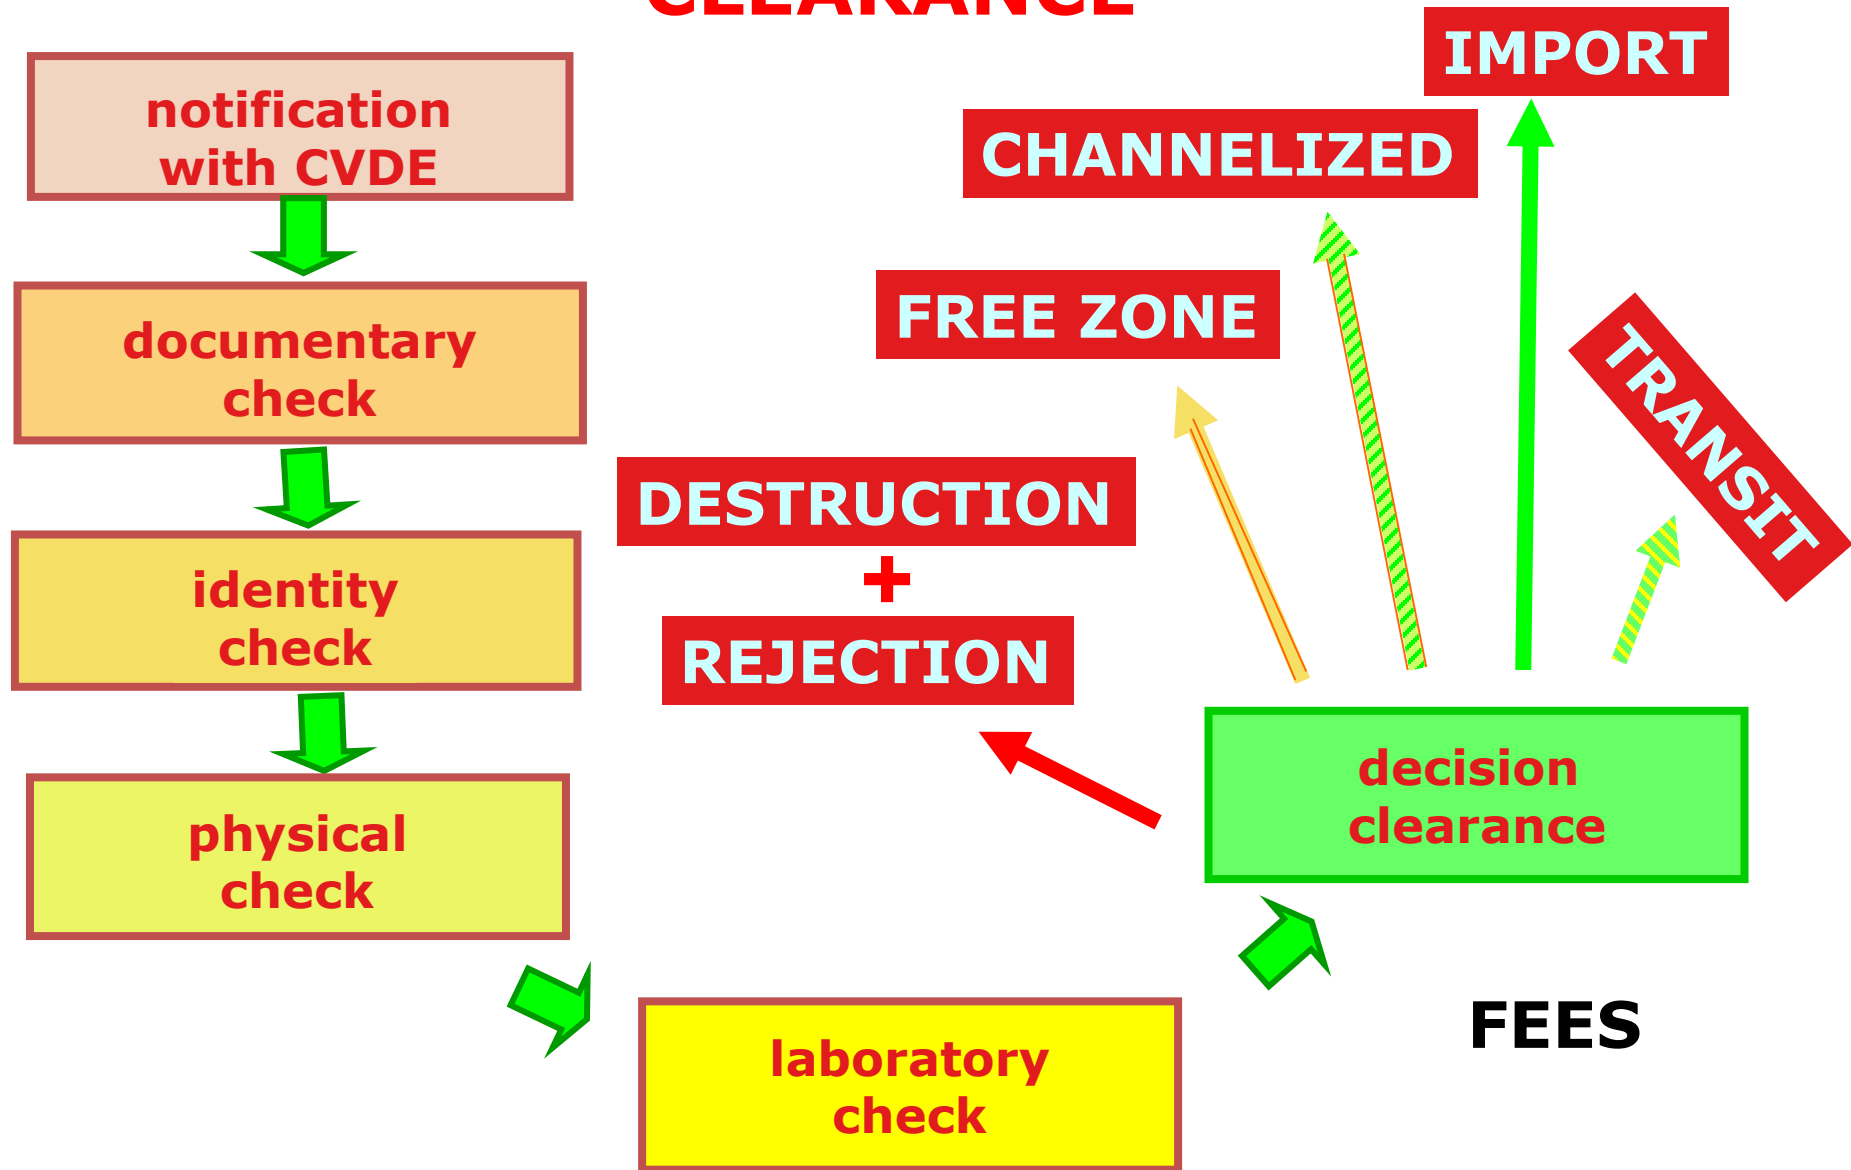 CLEARANCE
notification
with CVDE
documentary
check
identity
check
physical
check
laboratory
check
decision
clearance
FEES
DESTRUCTION
+
REJECTION
FREE ZONE
CHANNELIZED
IMPORT
TRANSIT